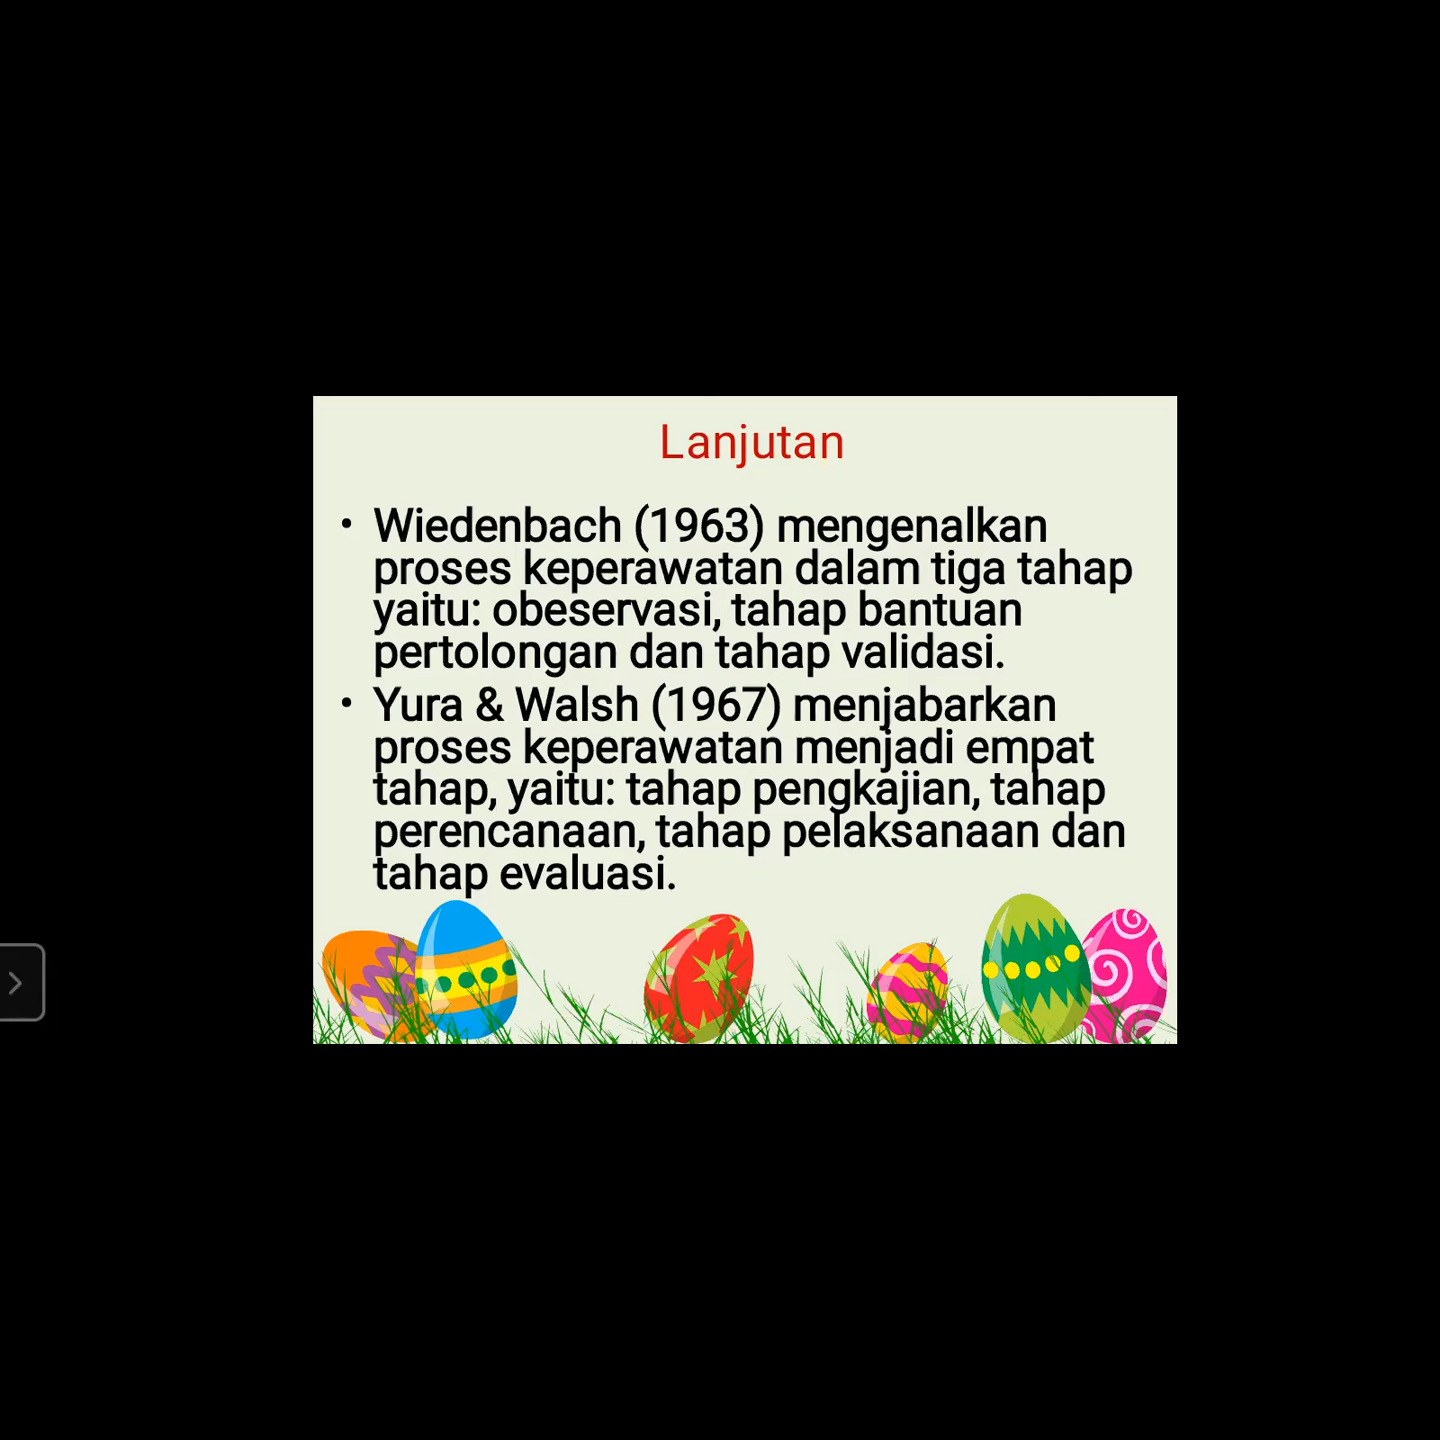 Lanjutan
• Wiedenbach (1963) mengenalkan
proses keperawatan dalam tiga tahap
yaitu: obeservasi, tahap bantuan
pertolongan dan tahap validasi.
• Yura & Walsh (1967) menjabarkan
proses keperawatan menjadi empat
tahap, yaitu: tahap pengkajian, tahap
perencanaan, tahap pelaksanaan dan
tahap evaluasi.